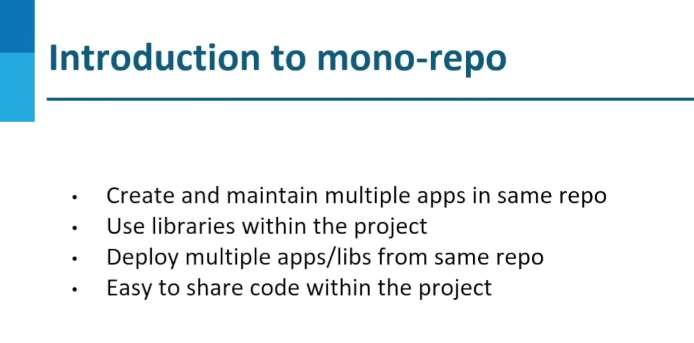 Introduction to mono-repo
• Create and maintain multiple apps in same repo
• Use libraries within the project
• Deploy multiple apps/libs from same repo
• Easy to share code within the project